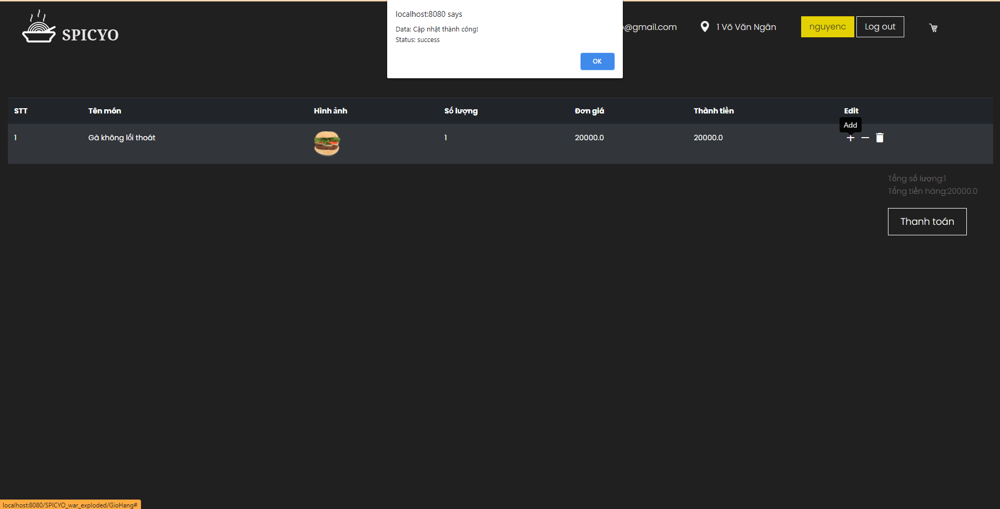 localhost:8080 says
Data: Cập nhật thành công!
Status: success
OK
SPICYO
@gmail.com
1 Võ Văn Ngân
nguyenc
Log out
STT Tên món Hình ảnh Số lượng Đơn giá Thành tiền Edit
Add
1 Gà không lối thoát 1 20000.0 20000.0
Tổng số lượng:1
Tổng tiền hàng:20000.0
Thanh toán
localhost:8080/SPICYO_war_exploded/GioHang#